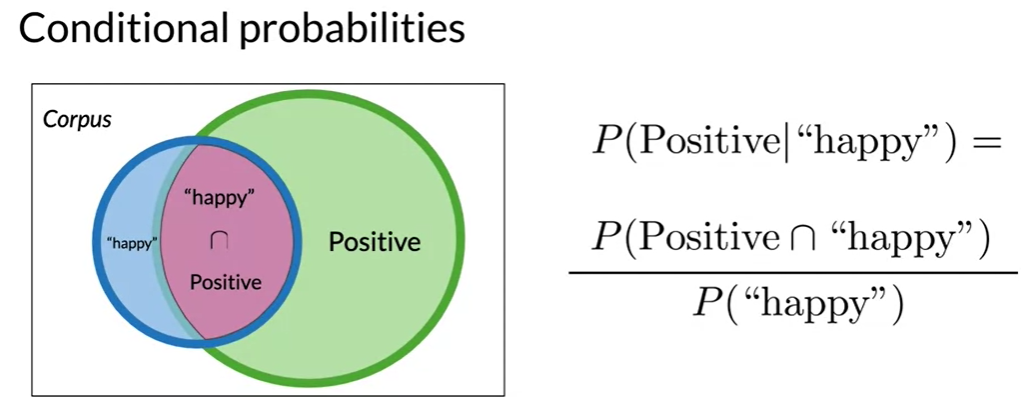 Conditional probabilities
Corpus
"happy"
"happy"
∩
Positive
Positive
P(Positive|“happy”) =
P(Positive ∩ “happy”)
P(“happy”)